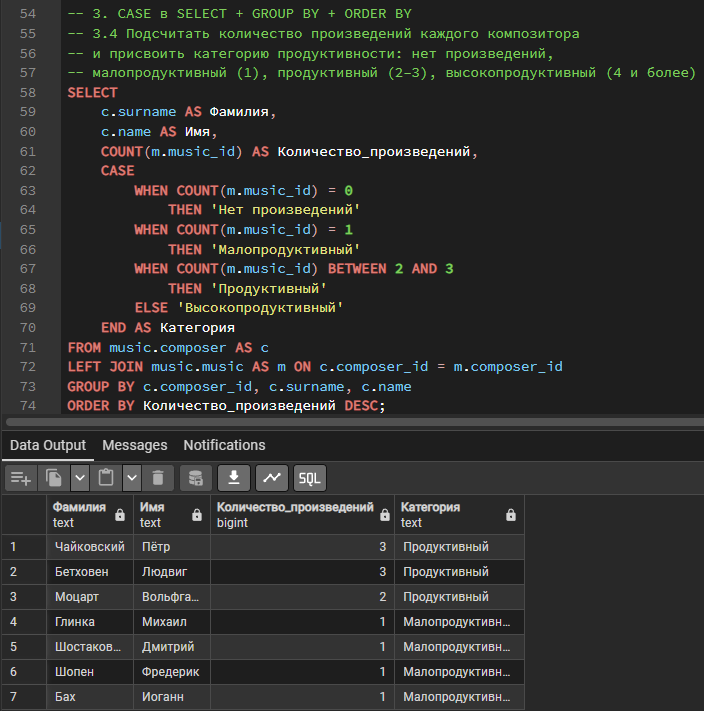 54 -- 3. CASE в SELECT + GROUP BY + ORDER BY
55 -- 3.4 Подсчитать количество произведений каждого композитора
56 -- и присвоить категорию продуктивности: нет произведений,
57 -- малопродуктивный (1), продуктивный (2–3), высокопродуктивный (4 и более)
58 SELECT
59 c.surname AS Фамилия,
60 c.name AS Имя,
61 COUNT(m.music_id) AS Количество_произведений,
62 CASE
63 WHEN COUNT(m.music_id) = 0
64 THEN 'Нет произведений'
65 WHEN COUNT(m.music_id) = 1
66 THEN 'Малопродуктивный'
67 WHEN COUNT(m.music_id) BETWEEN 2 AND 3
68 THEN 'Продуктивный'
69 ELSE 'Высокопродуктивный'
70 END AS Категория
71 FROM music.composer AS c
72 LEFT JOIN music.music AS m ON c.composer_id = m.composer_id
73 GROUP BY c.composer_id, c.surname, c.name
74 ORDER BY Количество_произведений DESC;
Data Output Messages Notifications
SQL
Фамилия Имя Количество_произведений Категория
text text bigint text
1 Чайковский Пётр 3 Продуктивный
2 Бетховен Людвиг 3 Продуктивный
3 Моцарт Вольфга... 2 Продуктивный
4 Глинка Михаил 1 Малопродуктивн...
5 Шостаков... Дмитрий 1 Малопродуктивн...
6 Шопен Фредерик 1 Малопродуктивн...
7 Бах Иоганн 1 Малопродуктивн...